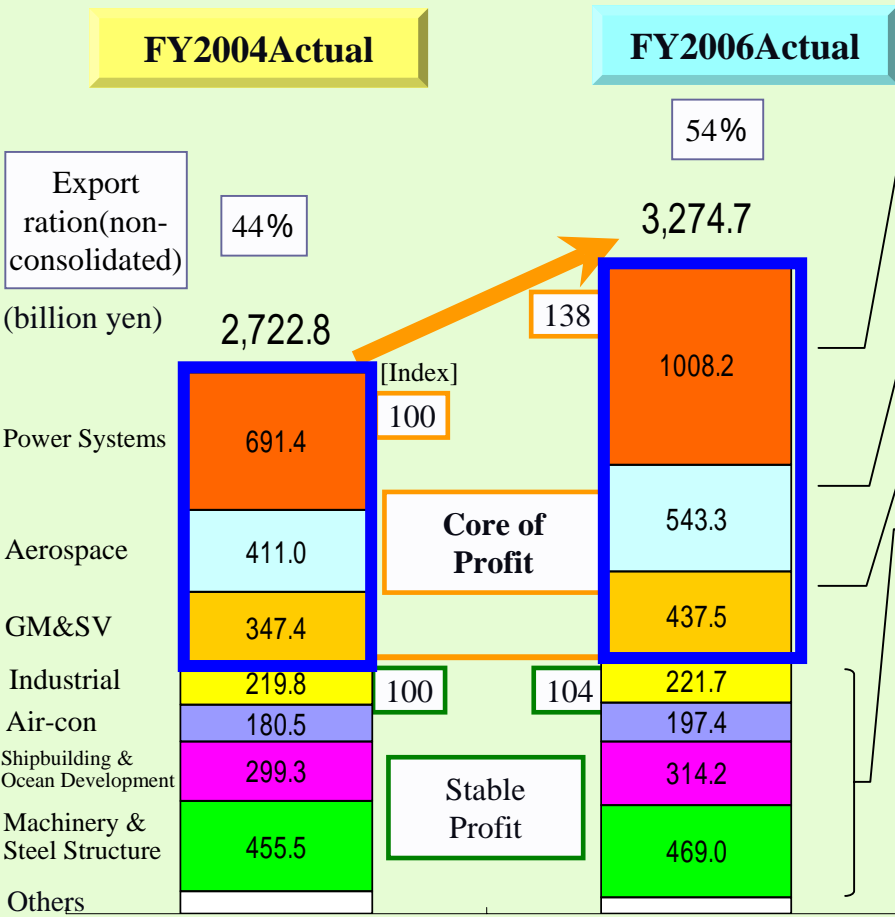 FY2004Actual
FY2006Actual
54%
Export
ration(non-
consolidated)
44%
3,274.7
(billion yen)
2,722.8
138
[Index]
100
1008.2
Power Systems
691.4
Core of
Profit
543.3
Aerospace
411.0
GM&SV
347.4
437.5
Industrial
219.8
100
104
221.7
Air-con
180.5
197.4
Shipbuilding &
Ocean Development
299.3
314.2
Stable
Profit
Machinery &
Steel Structure
455.5
469.0
Others